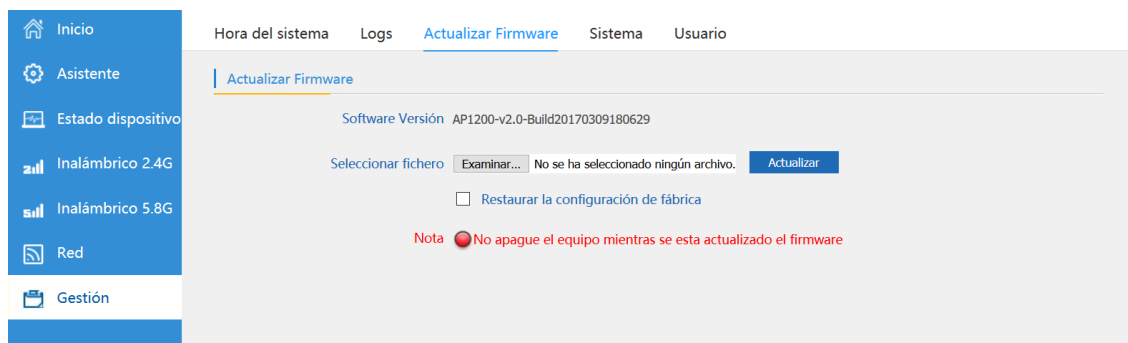 Inicio
Asistente
Estado dispositivo
Inalámbrico 2.4G
Inalámbrico 5.8G
Red
Gestión
Hora del sistema Logs Actualizar Firmware Sistema Usuario
Actualizar Firmware
Software Versión AP1200-v2.0-Build20170309180629
Seleccionar fichero Examinar... No se ha seleccionado ningún archivo. Actualizar
Restaurar la configuración de fábrica
Nota No apague el equipo mientras se esta actualizado el firmware